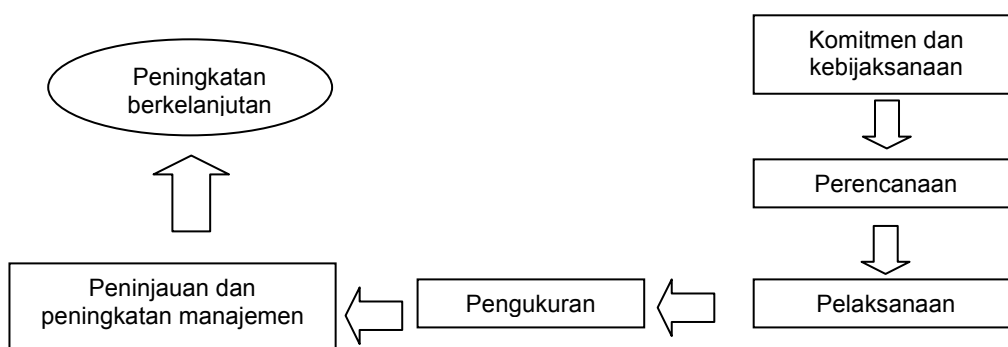 Komitmen dan
kebijaksanaan
Peningkatan
berkelanjutan
Perencanaan
Peninjauan dan
peningkatan manajemen
Pengukuran
Pelaksanaan